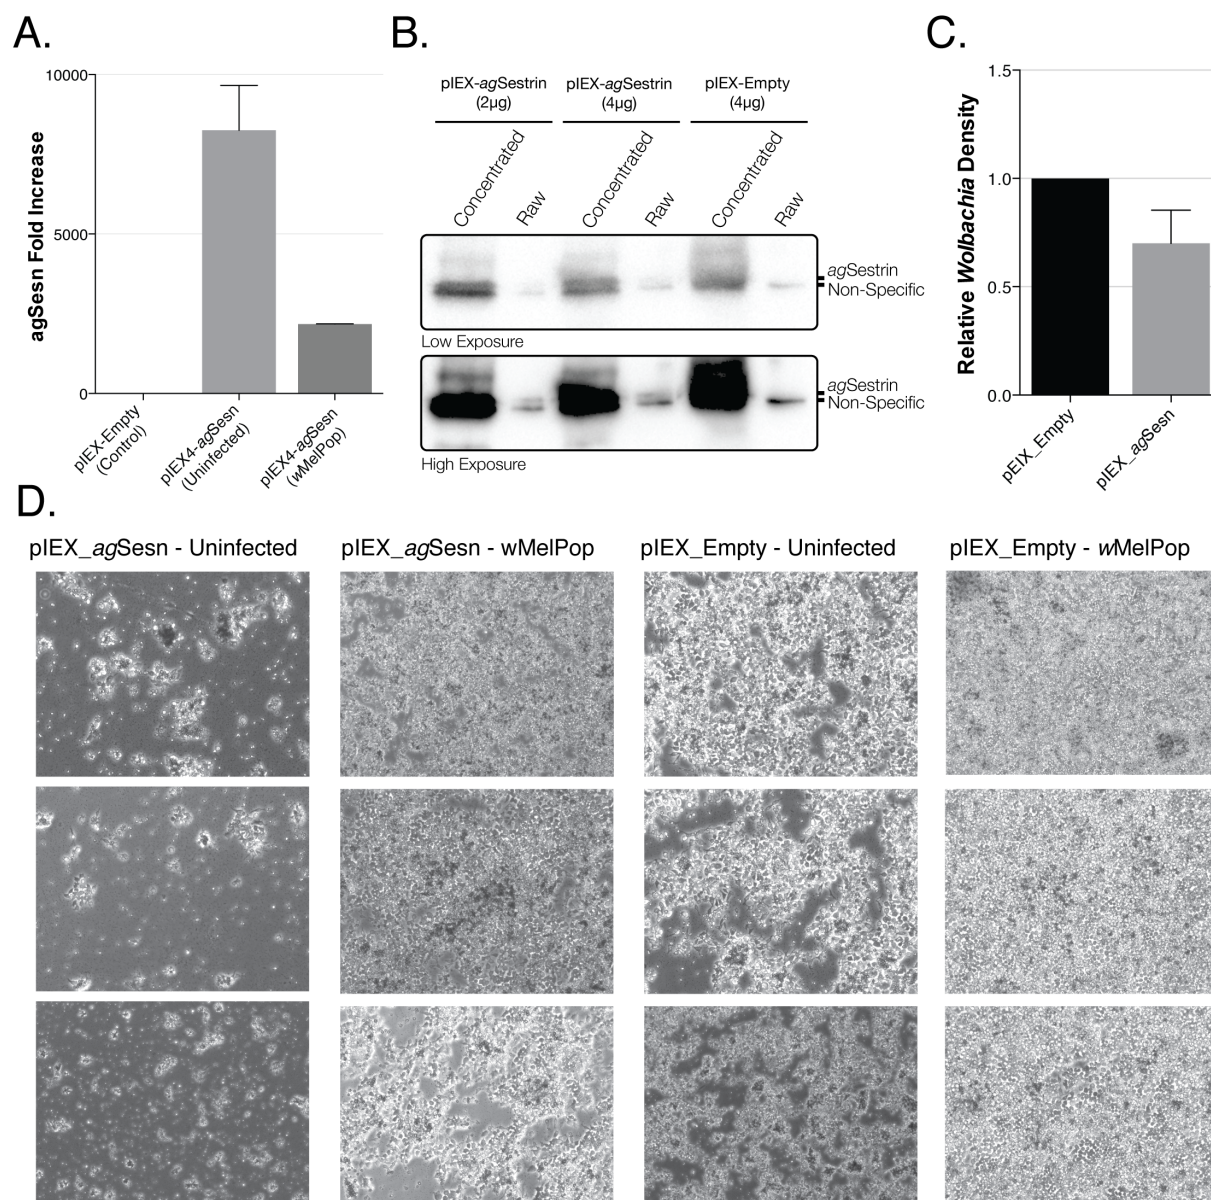 A.
10000
5000
0
agSesn Fold Increase
pIEX-Empty
(Control)
pIEX4-agSesn
(Uninfected)
pIEX4-agSesn
(wMelPop)
B.
pIEX-agSestrin
(2µg)
pIEX-agSestrin
(4µg)
pIEX-Empty
(4µg)
Concentrated
Raw
Concentrated
Raw
Concentrated
Raw
agSestrin
Non-Specific
Low Exposure
agSestrin
Non-Specific
High Exposure
C.
1.5
1.0
0.5
0.0
Relative Wolbachia Density
pEIX_Empty
pIEX_agSesn
D.
pIEX_agSesn - Uninfected
pIEX_agSesn - wMelPop
pIEX_Empty - Uninfected
pIEX_Empty - wMelPop